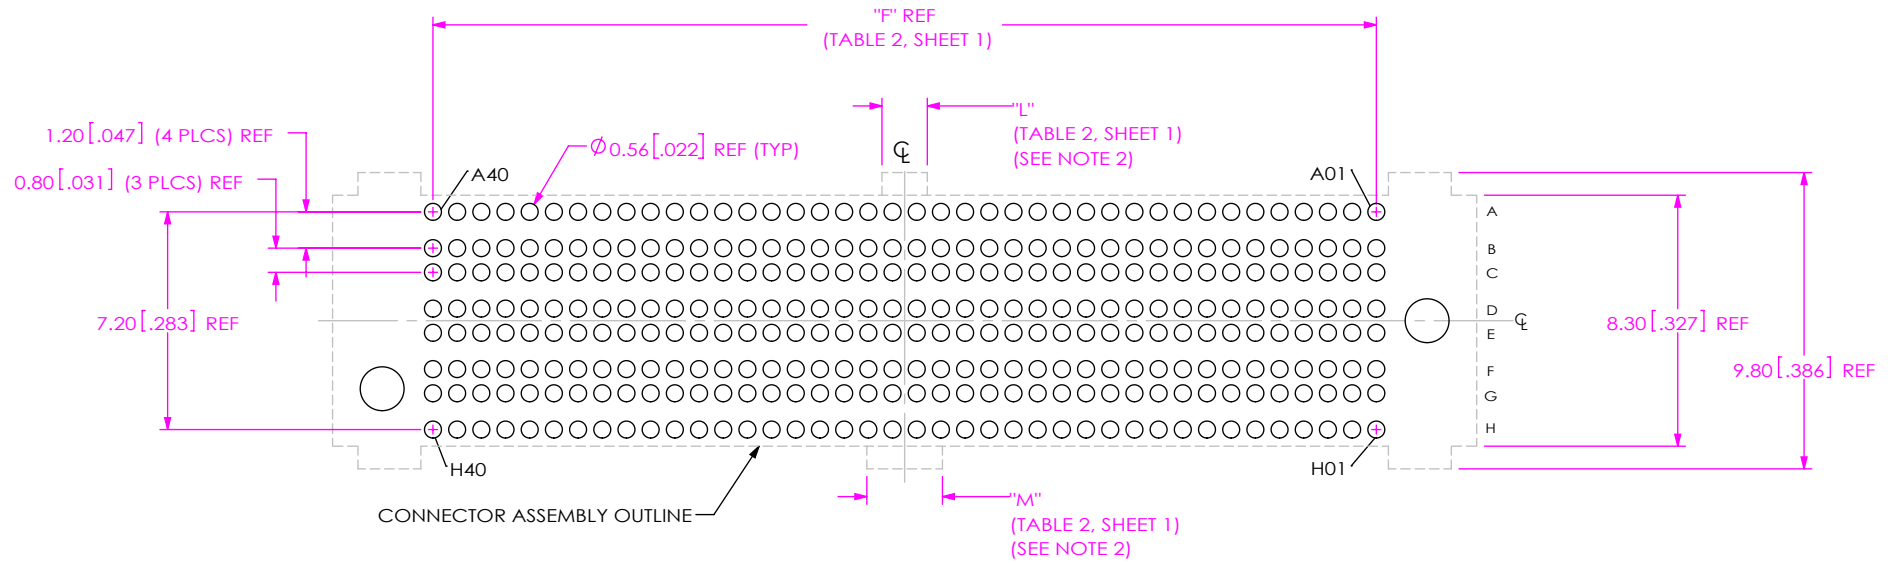 "F" REF
(TABLE 2, SHEET 1)
"L"
(TABLE 2, SHEET 1)
(SEE NOTE 2)
1.20[.047] (4 PLCS) REF
Ø0.56[.022] REF (TYP)
℄
0.80[.031] (3 PLCS) REF
A40
A01
A
B
C
D
E
F
G
H
7.20[.283] REF
℄
8.30[.327] REF
9.80[.386] REF
H40
H01
CONNECTOR ASSEMBLY OUTLINE
"M"
(TABLE 2, SHEET 1)
(SEE NOTE 2)